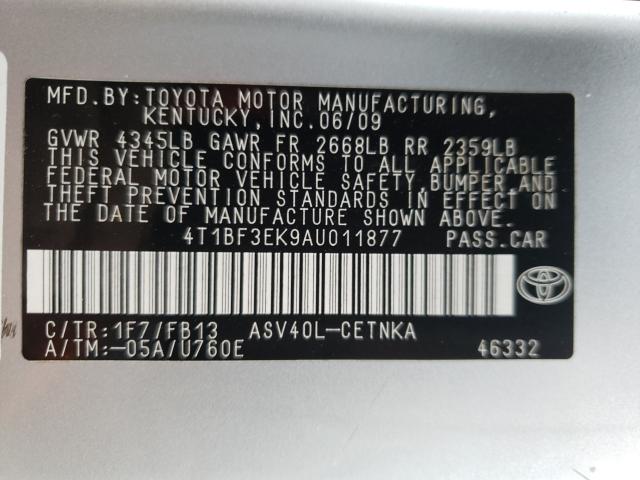 MFD.BY:TOYOTA MOTOR MANUFACTURING,
KENTUCKY,INC.06/09
GVWR 4345LB GAWR FR 2668LB RR 2359LB
THIS VEHICLE CONFORMS TO ALL APPLICABLE
FEDERAL MOTOR VEHICLE SAFETY,BUMPER,AND
THEFT PREVENTION STANDARDS IN EFFECT ON
THE DATE OF MANUFACTURE SHOWN ABOVE.
4T1BF3EK9AU011877 PASS.CAR
C/TR:1F7/FB13 ASV40L-CETNKA
A/TM:-05A/U760E 46332